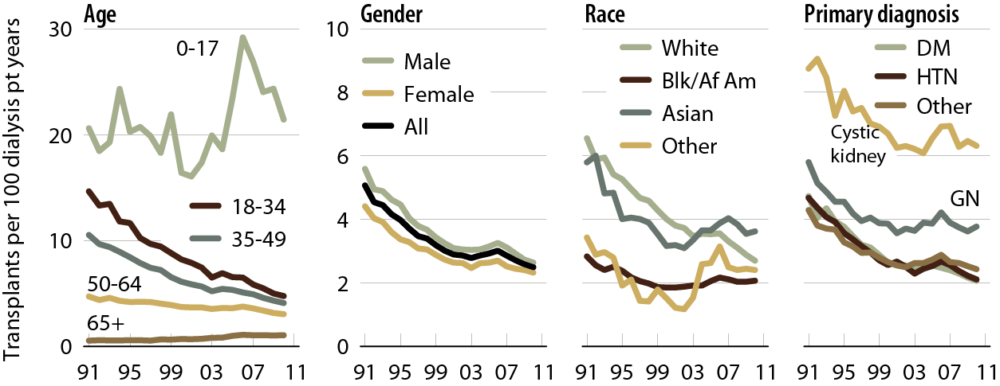 Transplants per 100 dialysis pt years
Age
30
20
10
0
0-17
18-34
35-49
50-64
65+
91 95 99 03 07 11
Gender
10
8
6
4
2
0
Male
Female
All
91 95 99 03 07 11
Race
White
Blk/Af Am
Asian
Other
91 95 99 03 07 11
Primary diagnosis
DM
HTN
Other
Cystic
kidney
GN
91 95 99 03 07 11